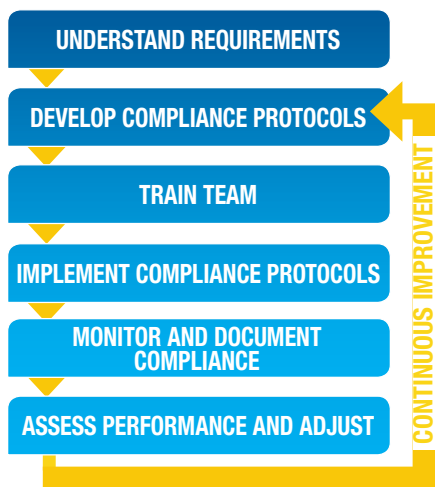 UNDERSTAND REQUIREMENTS
DEVELOP COMPLIANCE PROTOCOLS
TRAIN TEAM
IMPLEMENT COMPLIANCE PROTOCOLS
MONITOR AND DOCUMENT
COMPLIANCE
ASSESS PERFORMANCE AND ADJUST
CONTINUOUS IMPROVEMENT